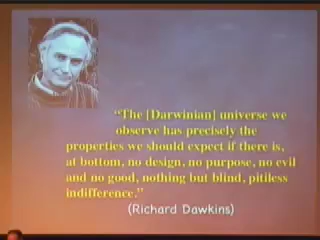 “The [Darwinian] universe we
observe has precisely the
properties we should expect if there is,
at bottom, no design, no purpose, no evil
and no good, nothing but blind, pitiless
indifference.”
(Richard Dawkins)